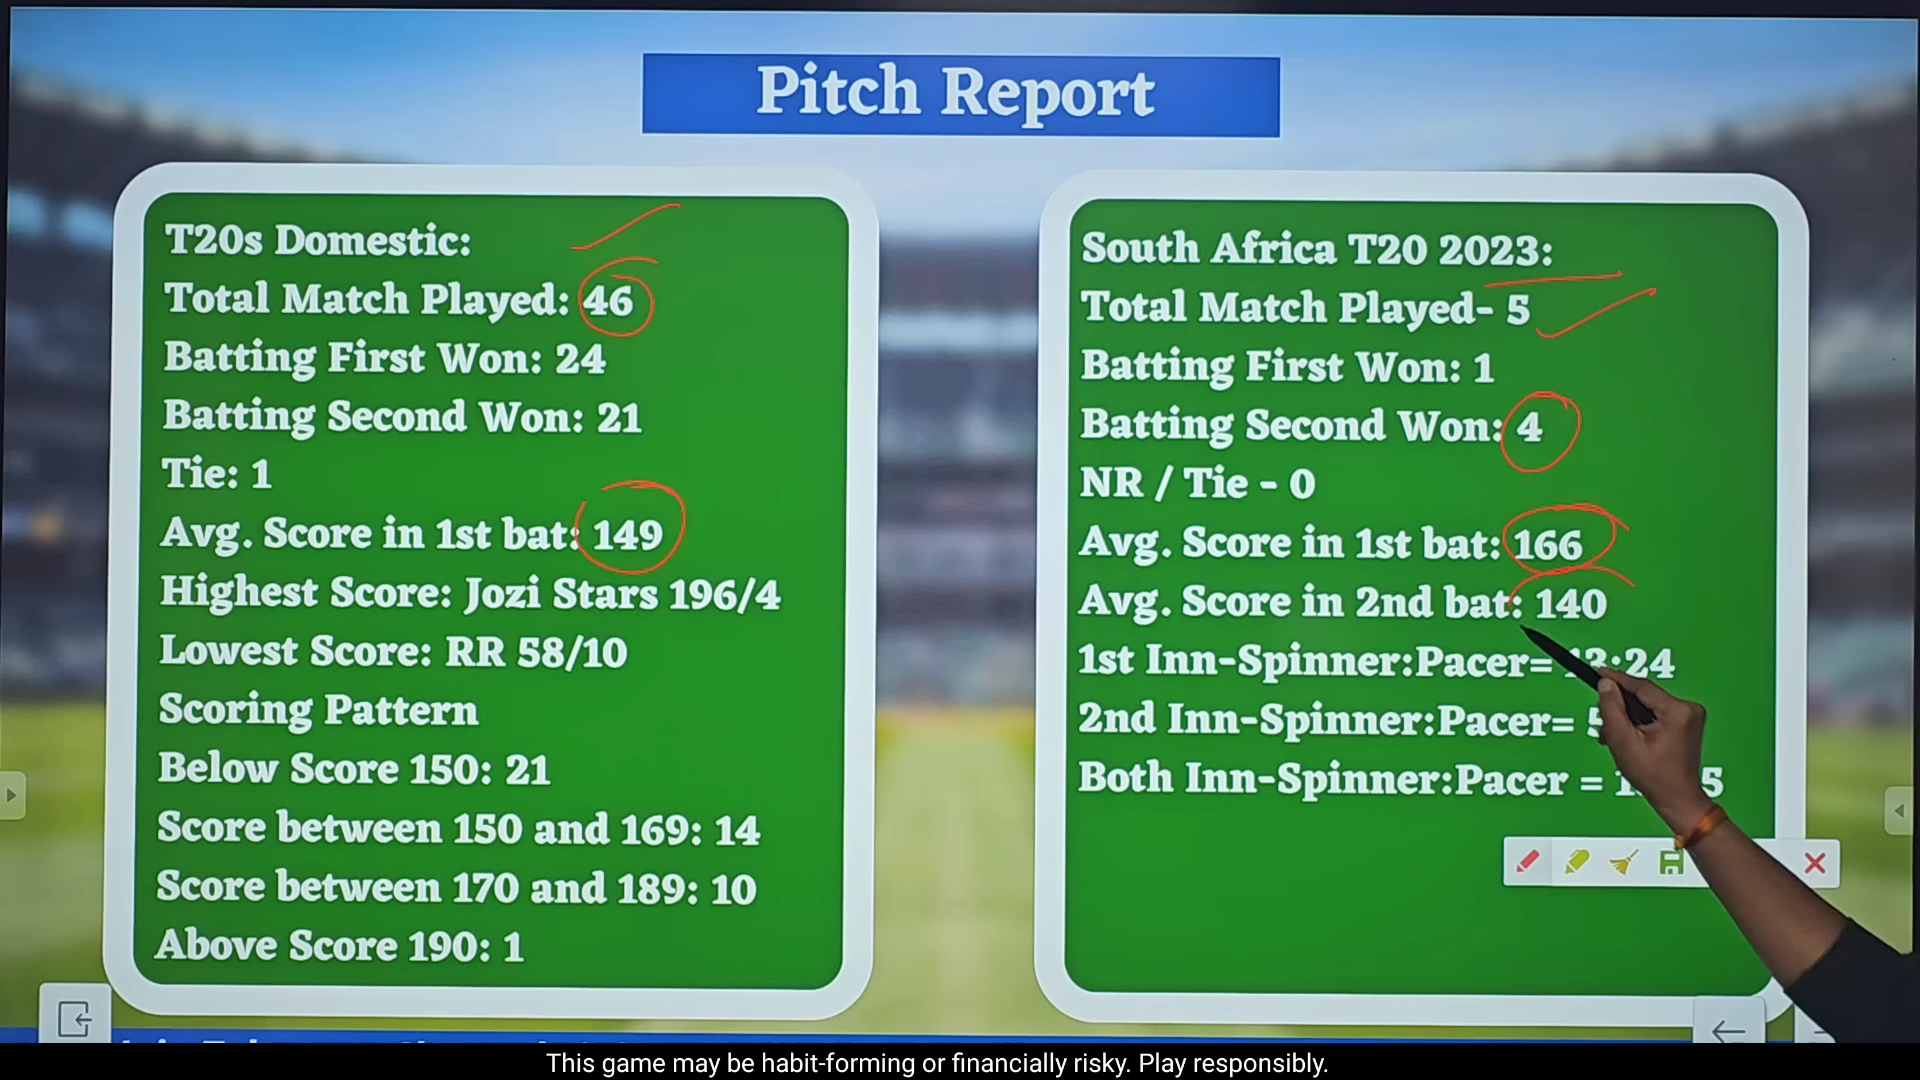 Pitch Report
T20s Domestic:
Total Match Played: 46
Batting First Won: 24
Batting Second Won: 21
Tie: 1
Avg. Score in 1st bat: 149
Highest Score: Jozi Stars 196/4
Lowest Score: RR 58/10
Scoring Pattern
Below Score 150: 21
Score between 150 and 169: 14
Score between 170 and 189: 10
Above Score 190: 1
South Africa T20 2023:
Total Match Played- 5
Batting First Won: 1
Batting Second Won: 4
NR / Tie - 0
Avg. Score in 1st bat: 166
Avg. Score in 2nd bat: 140
1st Inn-Spinner:Pacer= :24
2nd Inn-Spinner:Pacer=
Both Inn-Spinner:Pacer =
This game may be habit-forming or financially risky. Play responsibly.